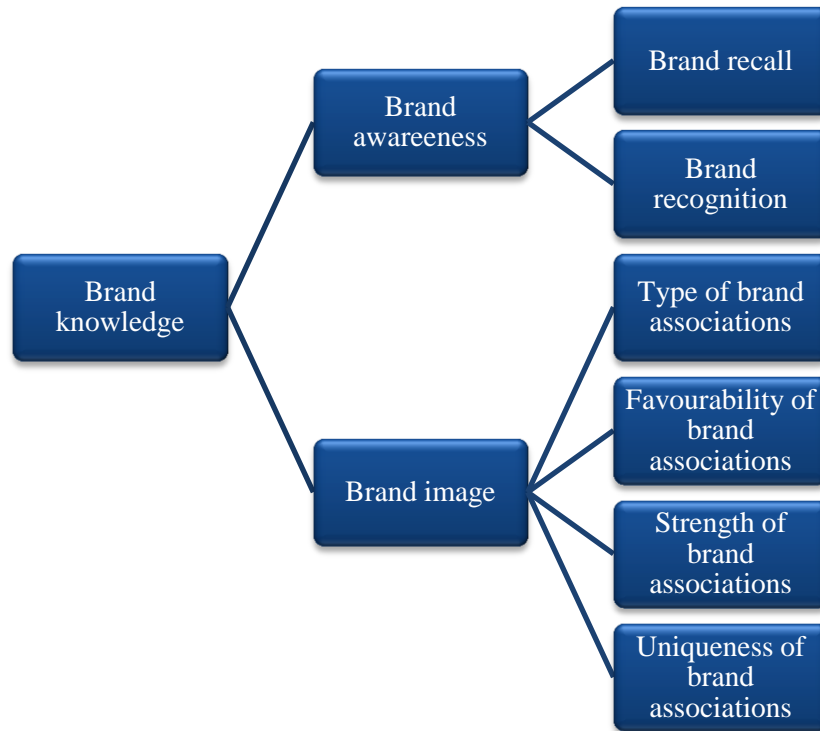 Brand recall
Brand
awareeness
Brand
recognition
Brand
knowledge
Type of brand
associations
Favourability of
brand
associations
Brand image
Strength of
brand
associations
Uniqueness of
brand
associations